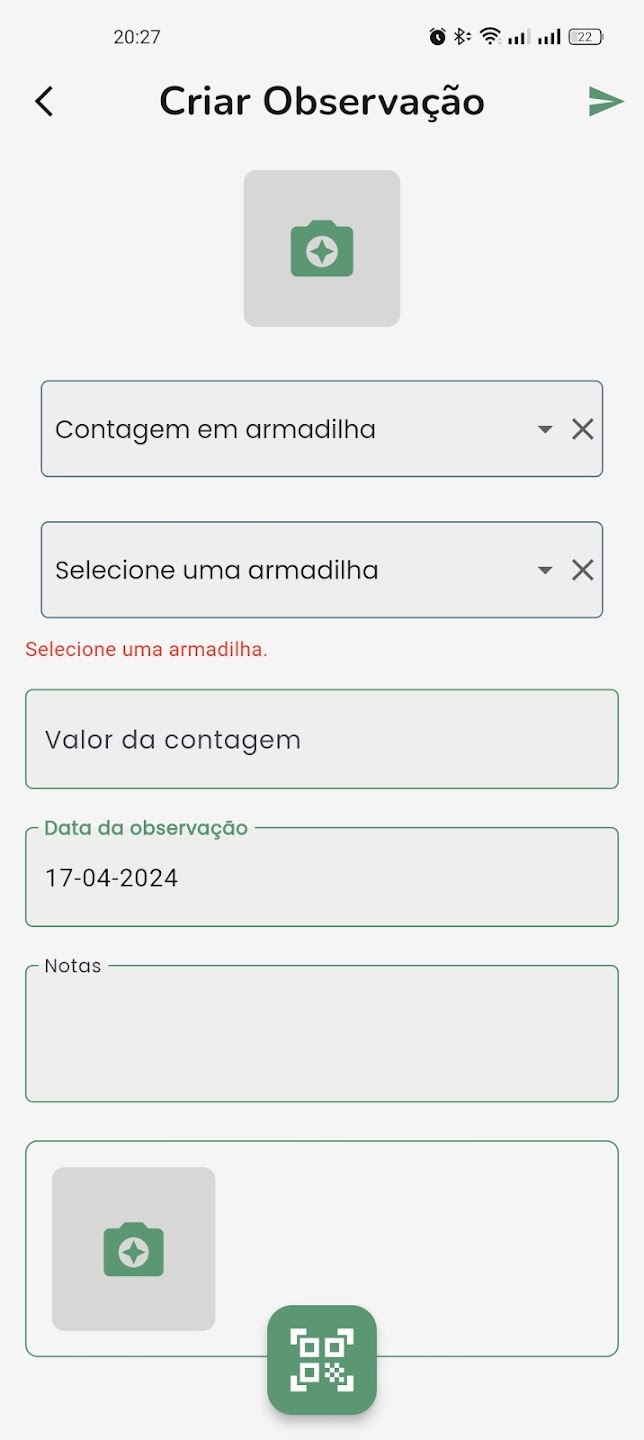 20:27
22
Criar Observação
Contagem em armadilha
Selecione uma armadilha
Selecione uma armadilha.
Valor da contagem
Data da observação
17-04-2024
Notas